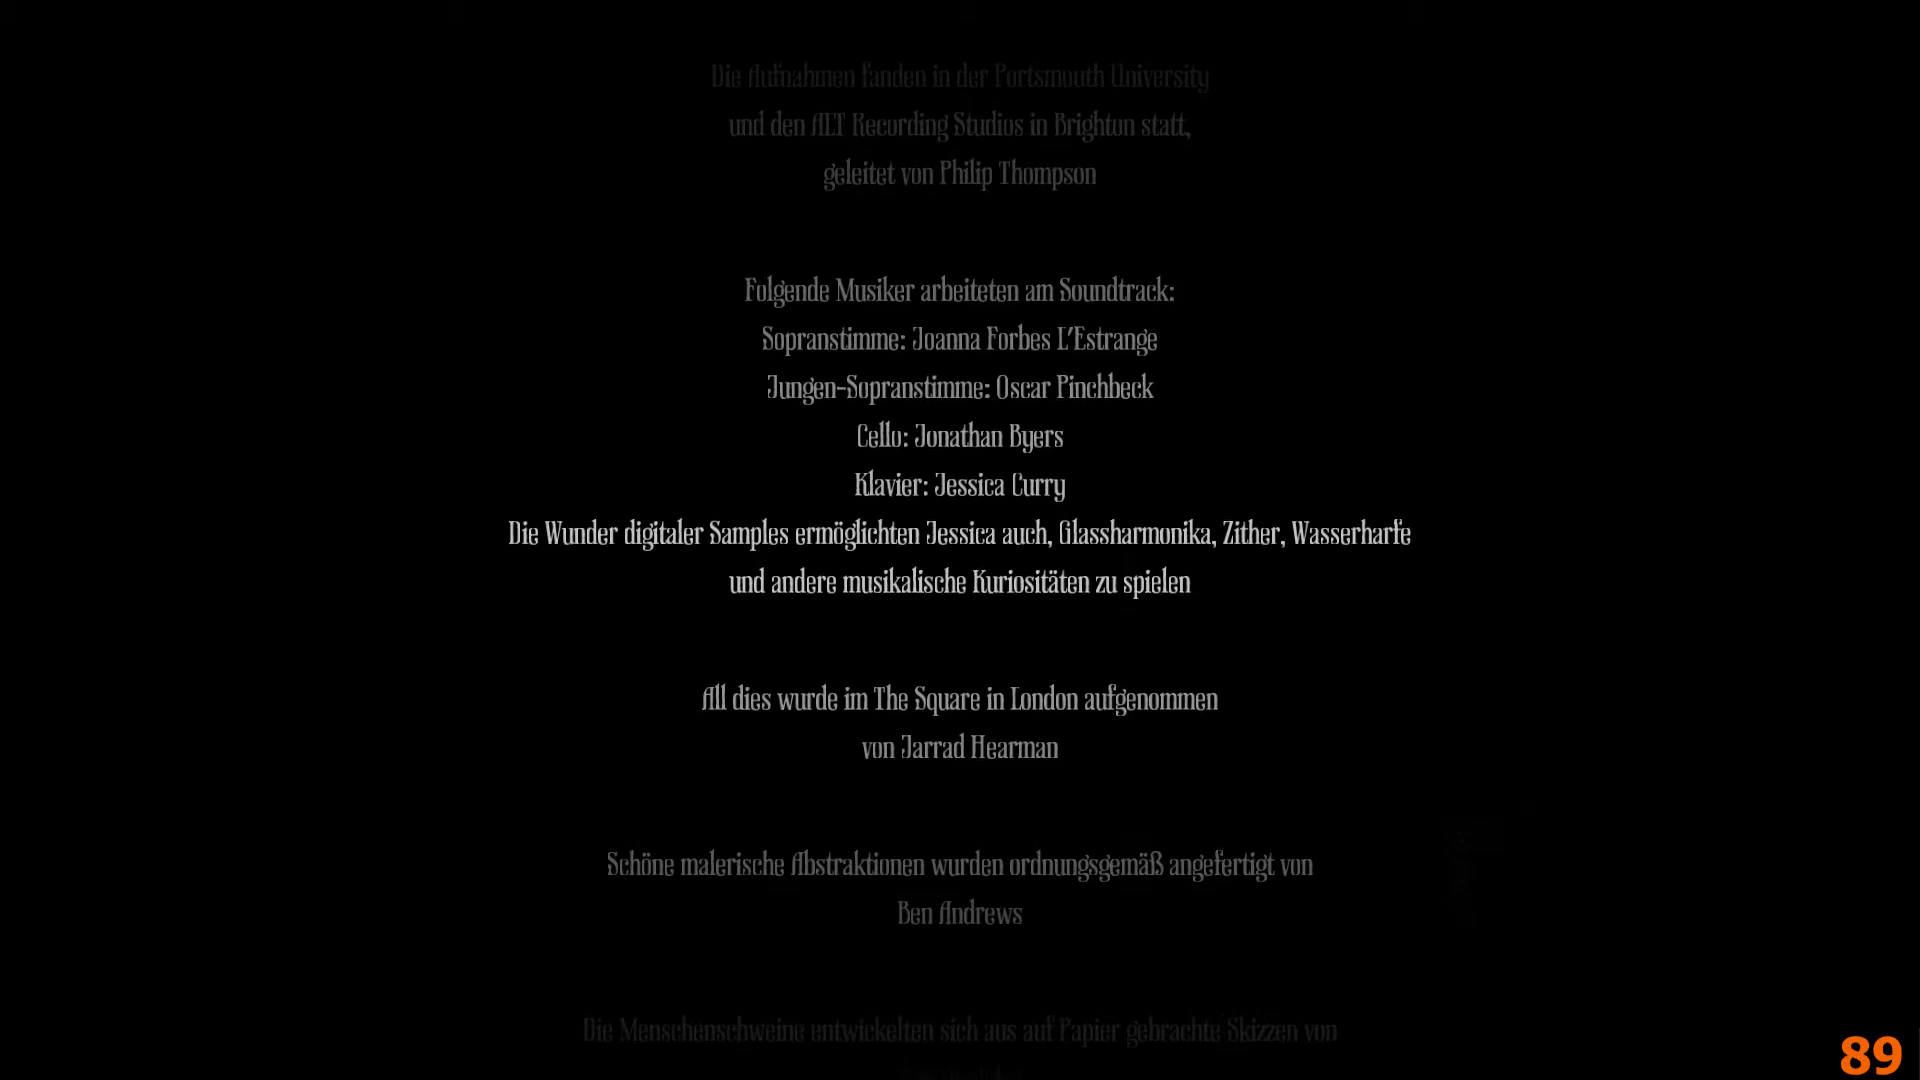 Die Aufnahmen fanden in der Portsmouth University
und den ALT Recording Studios in Brighton statt,
geleitet von Philip Thompson
Folgende Musiker arbeiteten am Soundtrack:
Sopranstimme: Joanna Forbes L'Estrange
Jungen-Sopranstimme: Oscar Pinchbeck
Cello: Jonathan Byers
Klavier: Jessica Curry
Die Wunder digitaler Samples ermöglichten Jessica auch, Glassharmonika, Zither, Wasserharfe
und andere musikalische Kuriositäten zu spielen
All dies wurde im The Square in London aufgenommen
von Jarrad Hearman
Schöne malerische Abstraktionen wurden ordnungsgemäß angefertigt von
Ben Andrews
Die Menschenschweine entwickelten sich aus auf Papier gebrachte Skizzen von
89